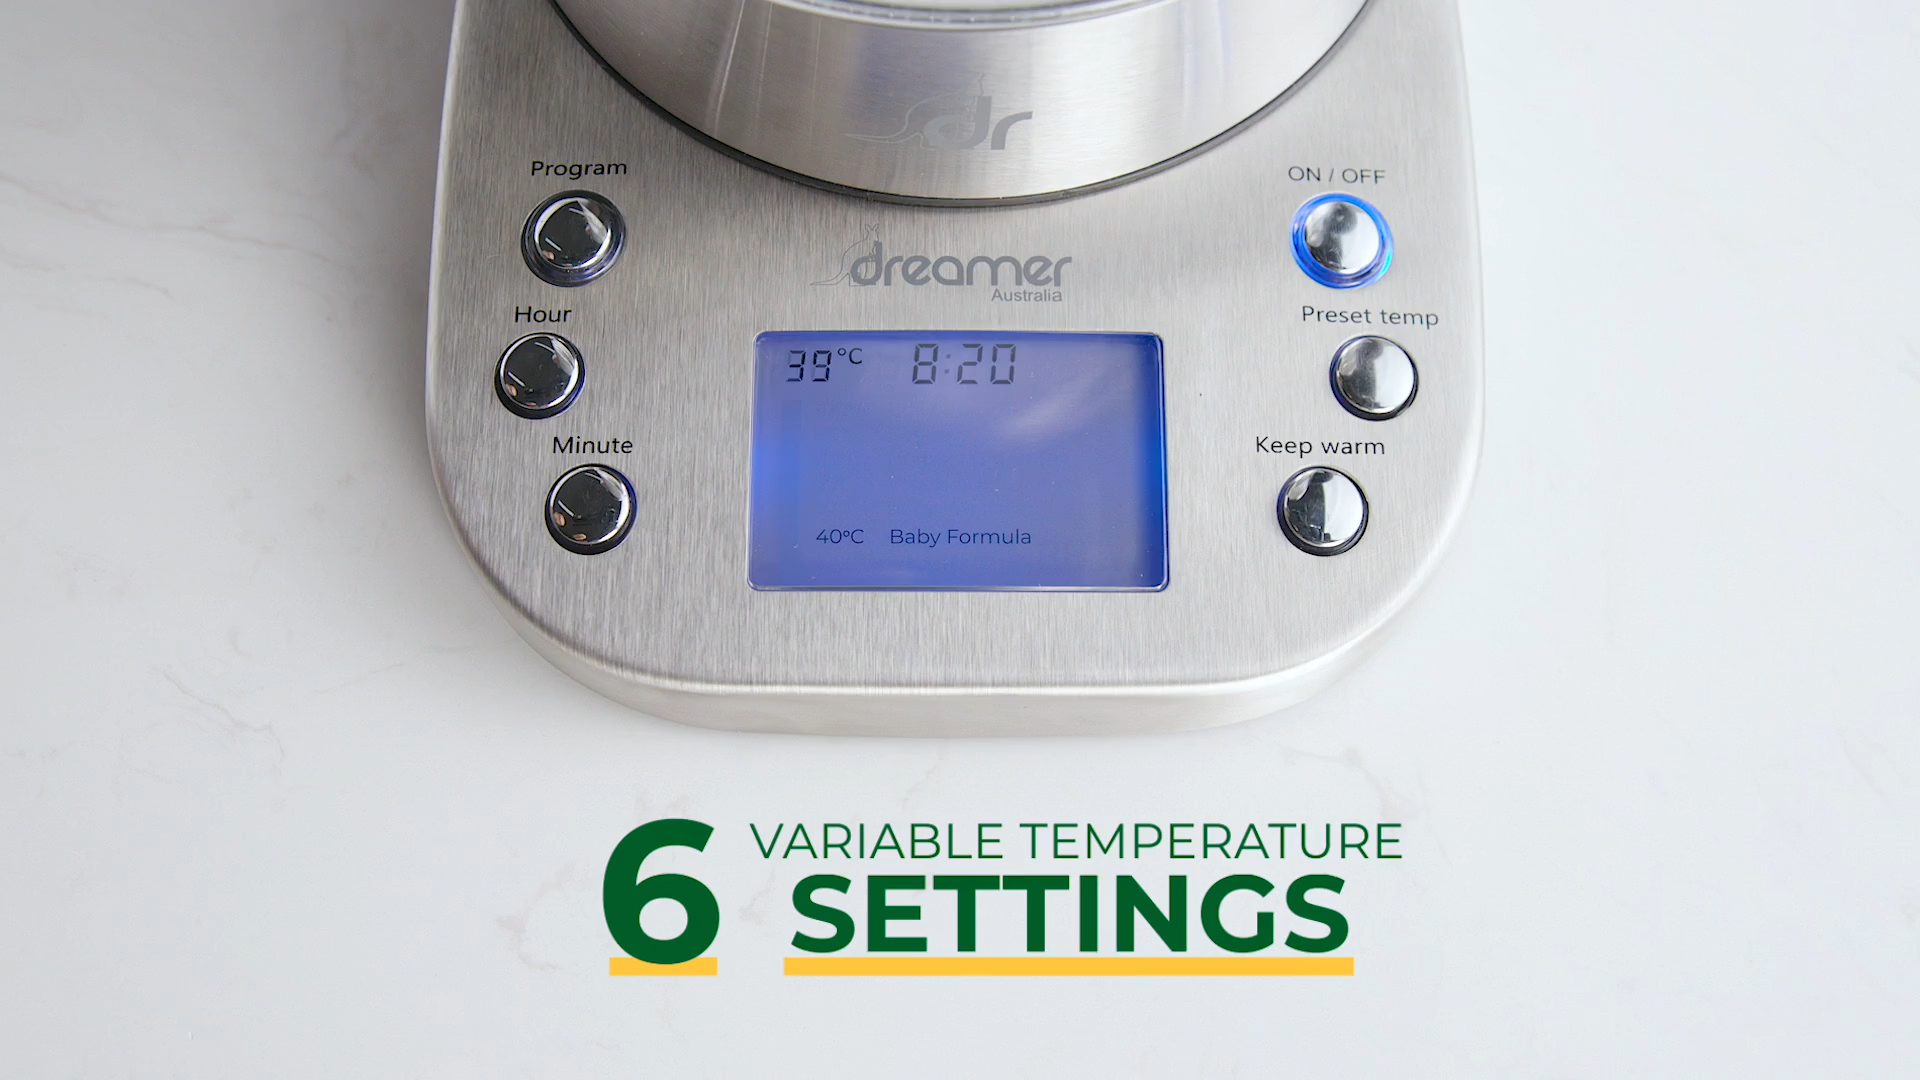 dr
Program
ON / OFF
dreamer
Australia
Hour
Preset temp
39°C 8:20
Minute
Keep warm
40°C Baby Formula
6 VARIABLE TEMPERATURE
SETTINGS